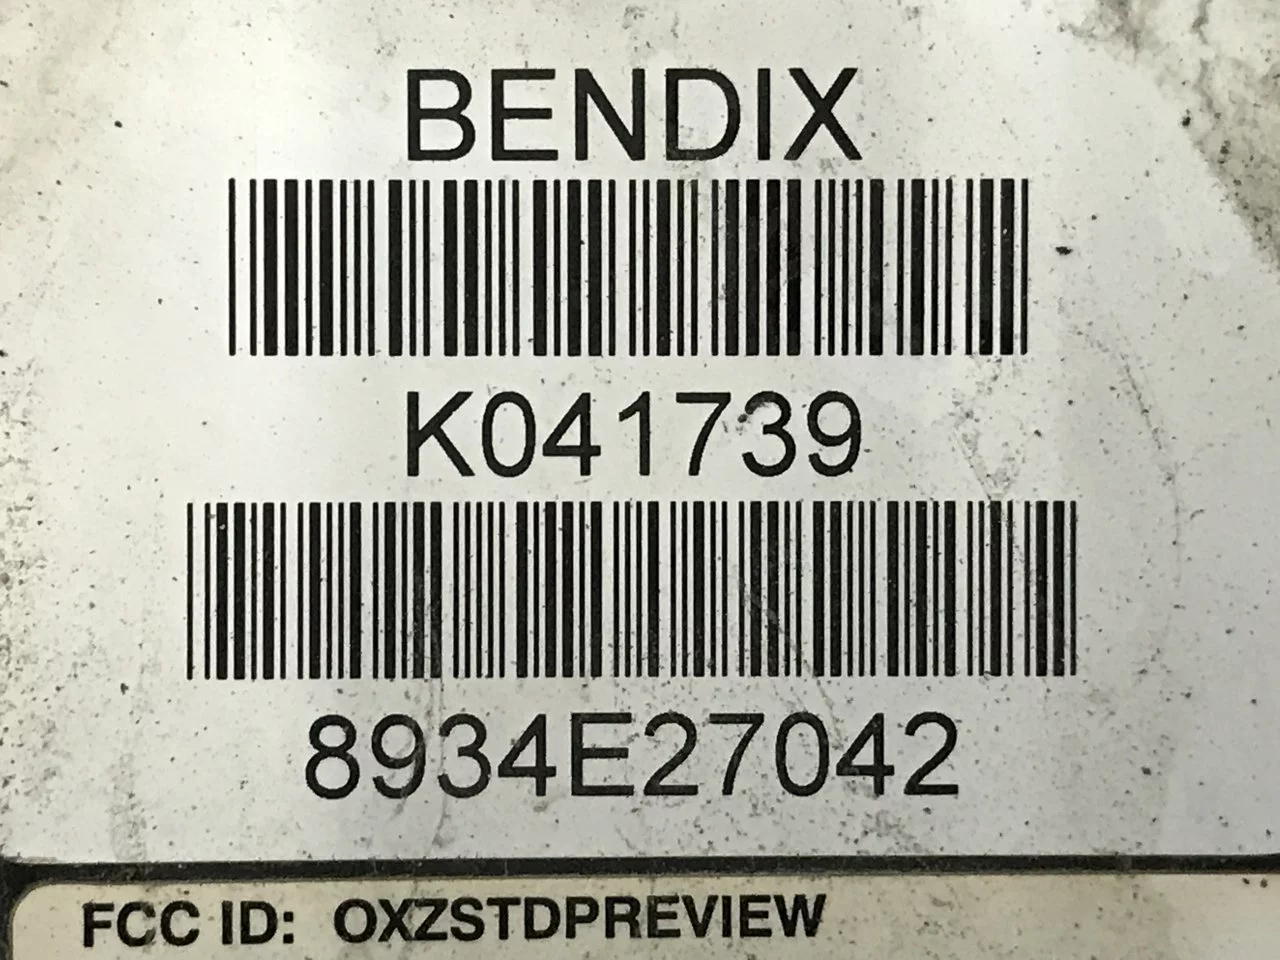 BENDIX
K041739
8934E27042
FCC ID: OXZSTDPREVIEW